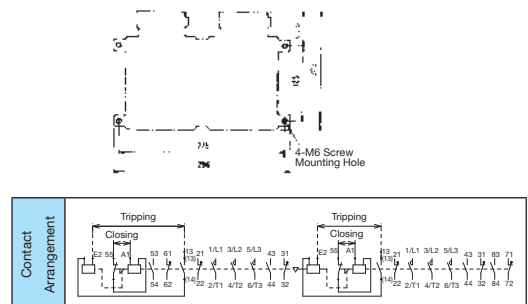 4-M6 Screw
Mounting Hole
Contact
Arrangement
Tripping Tripping
Closing Closing
E2 55 A1 53 61 13 21 1/L1 3/L2 5/L3 43 31 E2 55 A1 13 21 1/L1 3/L2 5/L3 43 31 83 71
(13) (13)
(14) (14)
54 62 22 2/T1 4/T2 6/T3 44 32 22 2/T1 4/T2 6/T3 44 32 84 72